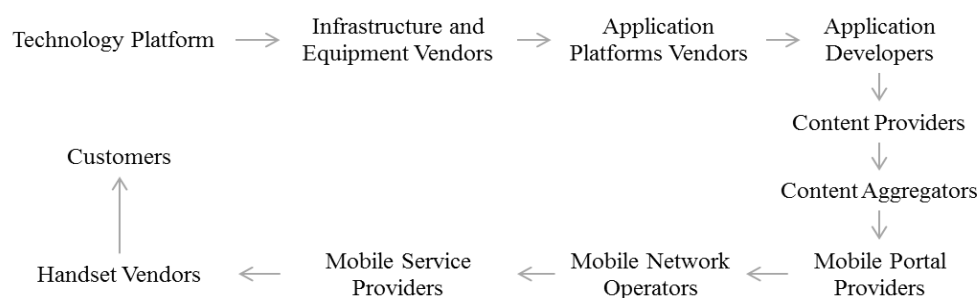 Technology Platform
Infrastructure and
Equipment Vendors
Application
Platforms Vendors
Application
Developers
Content Providers
Customers
Content Aggregators
Handset Vendors
Mobile Service
Providers
Mobile Network
Operators
Mobile Portal
Providers